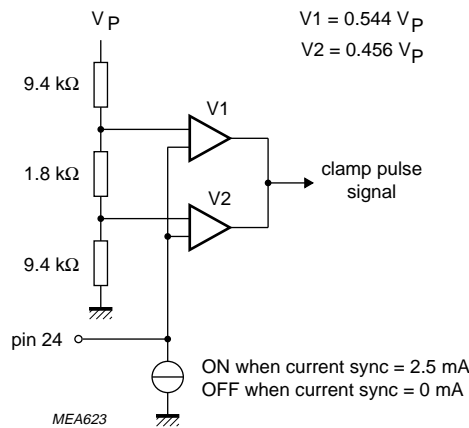 V P
V1 = 0.544 V P
V2 = 0.456 V P
9.4 kΩ
V1
1.8 kΩ
clamp pulse
signal
V2
9.4 kΩ
pin 24
ON when current sync = 2.5 mA
OFF when current sync = 0 mA
MEA623